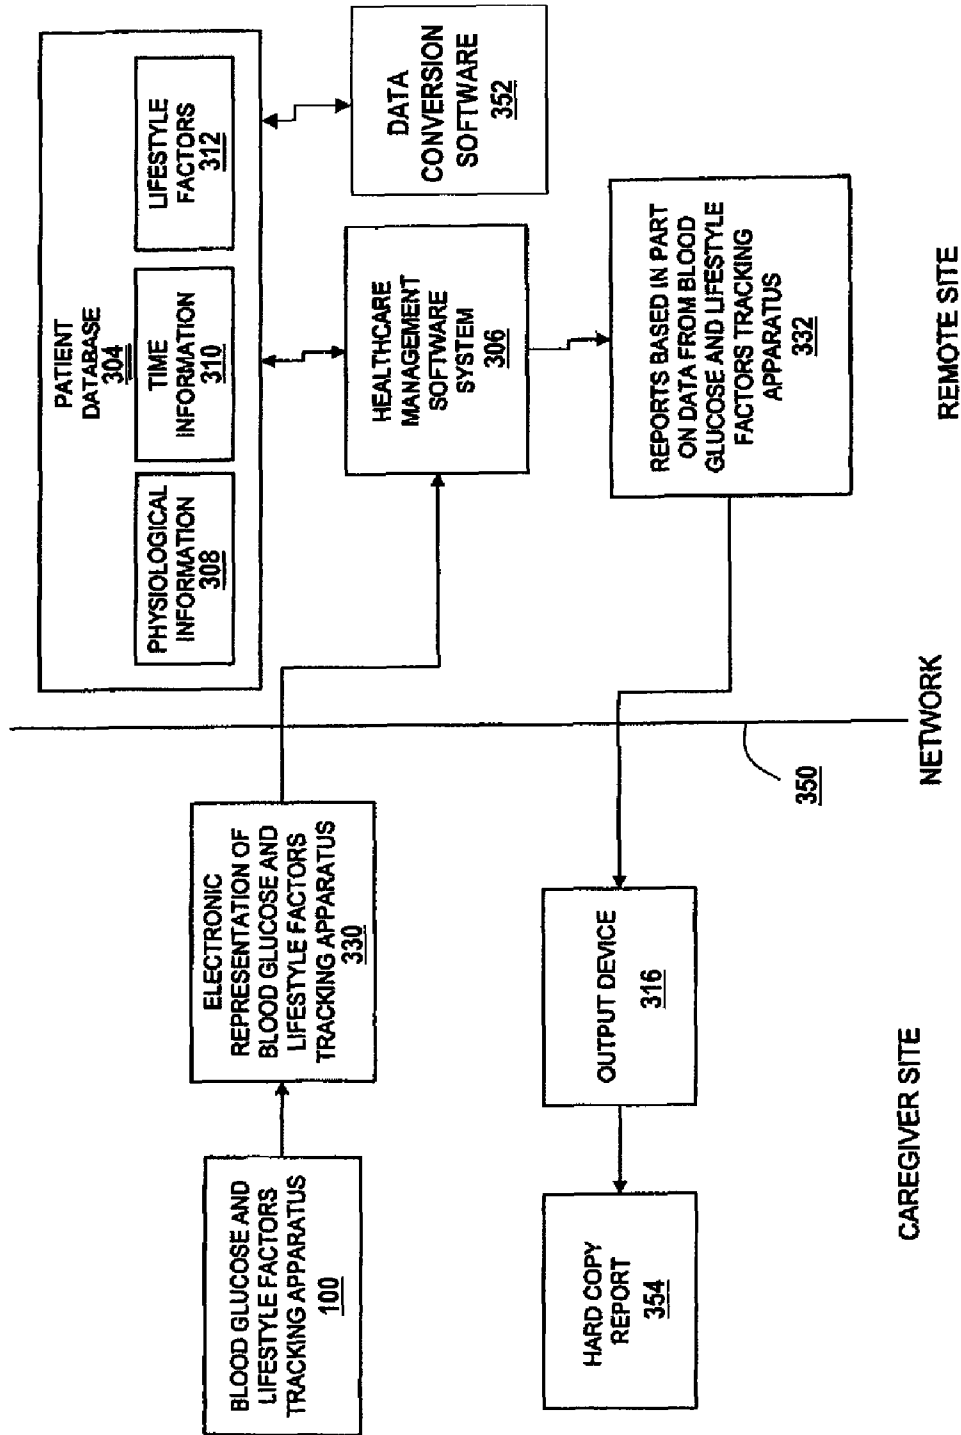 BLOOD GLUCOSE AND
LIFESTYLE FACTORS
TRACKING APPARATUS
100
ELECTRONIC
REPRESENTATION OF
BLOOD GLUCOSE AND
LIFESTYLE FACTORS
TRACKING APPARATUS
330
PATIENT
DATABASE
304
PHYSIOLOGICAL
INFORMATION
308
TIME
INFORMATION
310
LIFESTYLE
FACTORS
312
HEALTHCARE
MANAGEMENT
SOFTWARE
SYSTEM
306
DATA
CONVERSION
SOFTWARE
352
HARD COPY
REPORT
354
OUTPUT DEVICE
316
REPORTS BASED IN PART
ON DATA FROM BLOOD
GLUCOSE AND LIFESTYLE
FACTORS TRACKING
APPARATUS
332
350
CAREGIVER SITE
NETWORK
REMOTE SITE